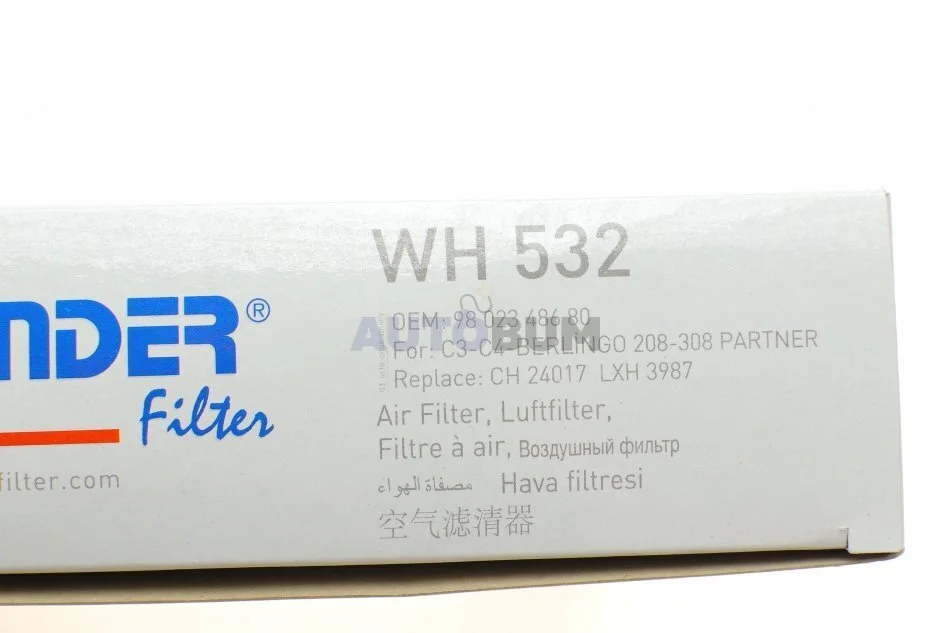 WH 532
NDER®
OEM: 98 023 486 80
AUTOBUM
For: C3-C4-BERLINGO 208-308 PARTNER
Replace: CH 24017 LXH 3987
Filter
Air Filter, Luftfilter,
Filtre à air, Воздушный фильтр
filter.com
مصفاة الهواء Hava filtresi
空气滤清器